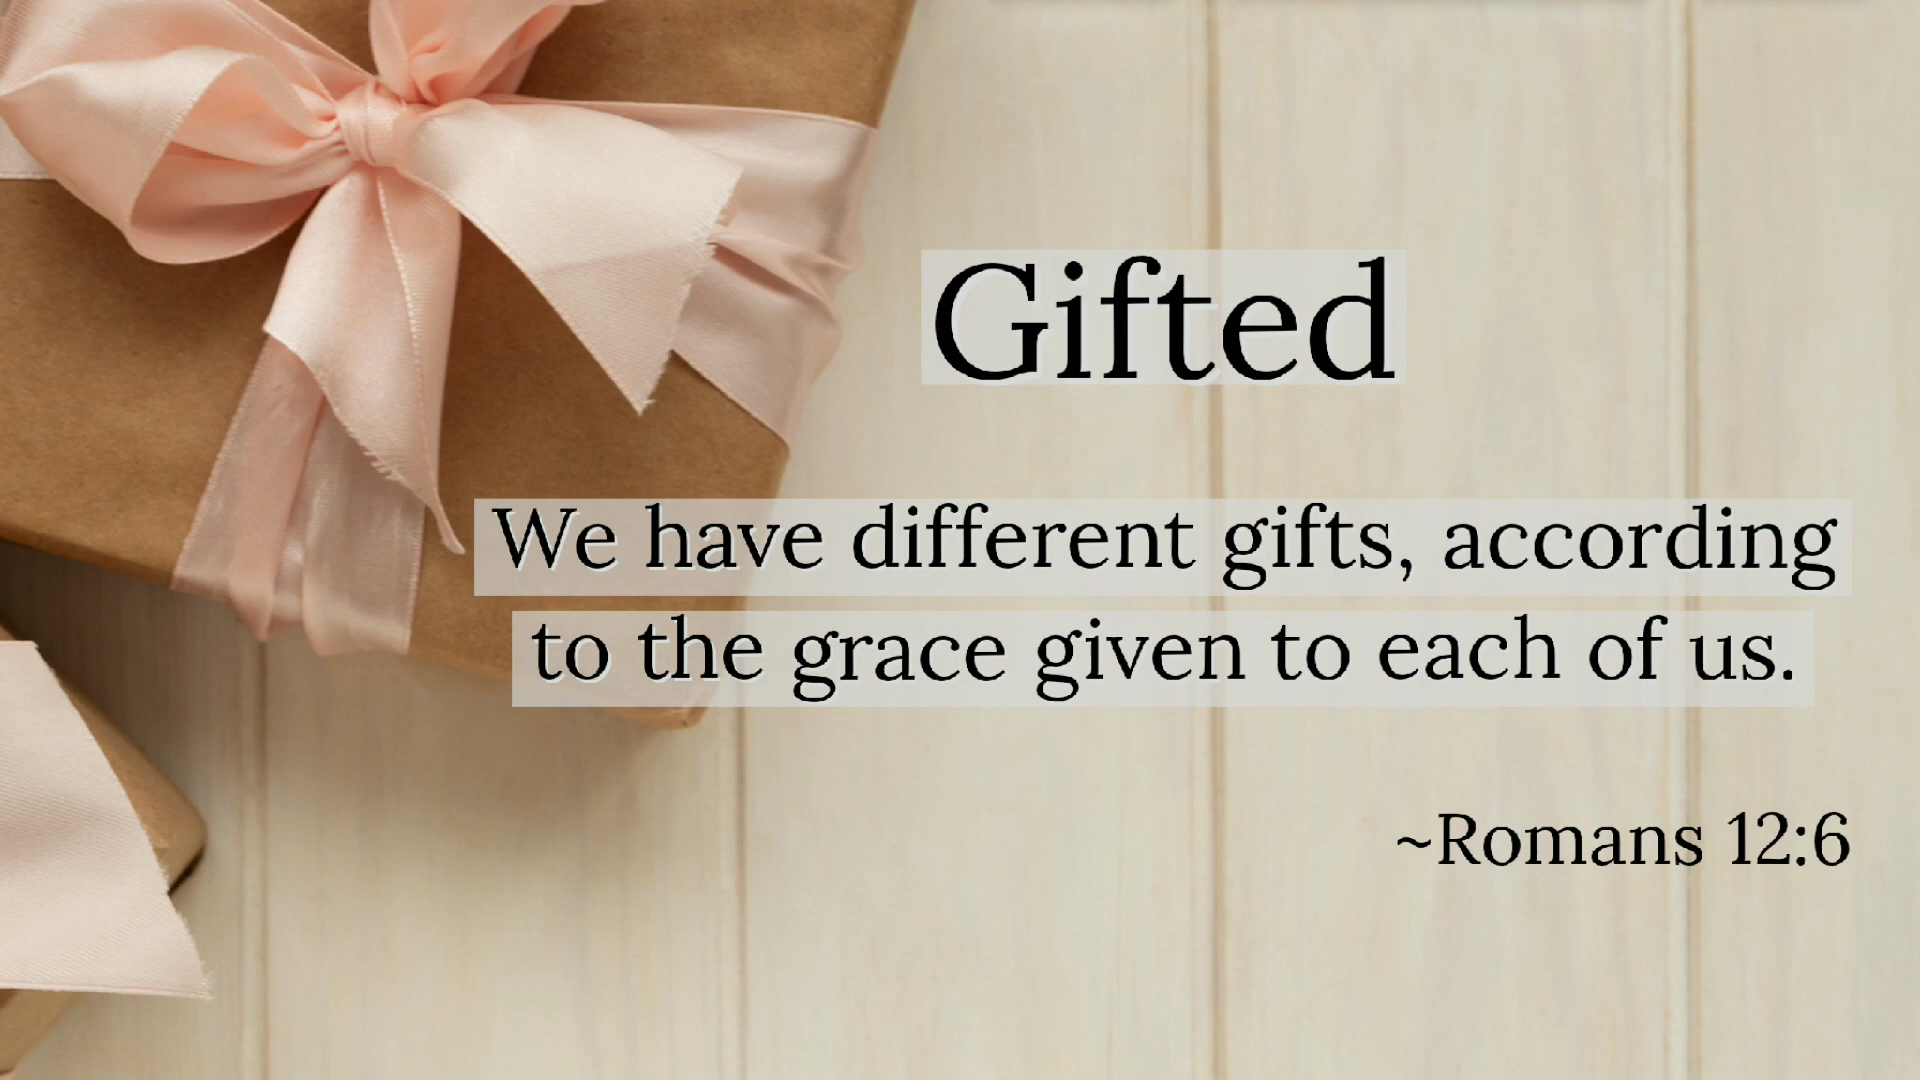 Gifted
We have different gifts, according
to the grace given to each of us.
~Romans 12:6